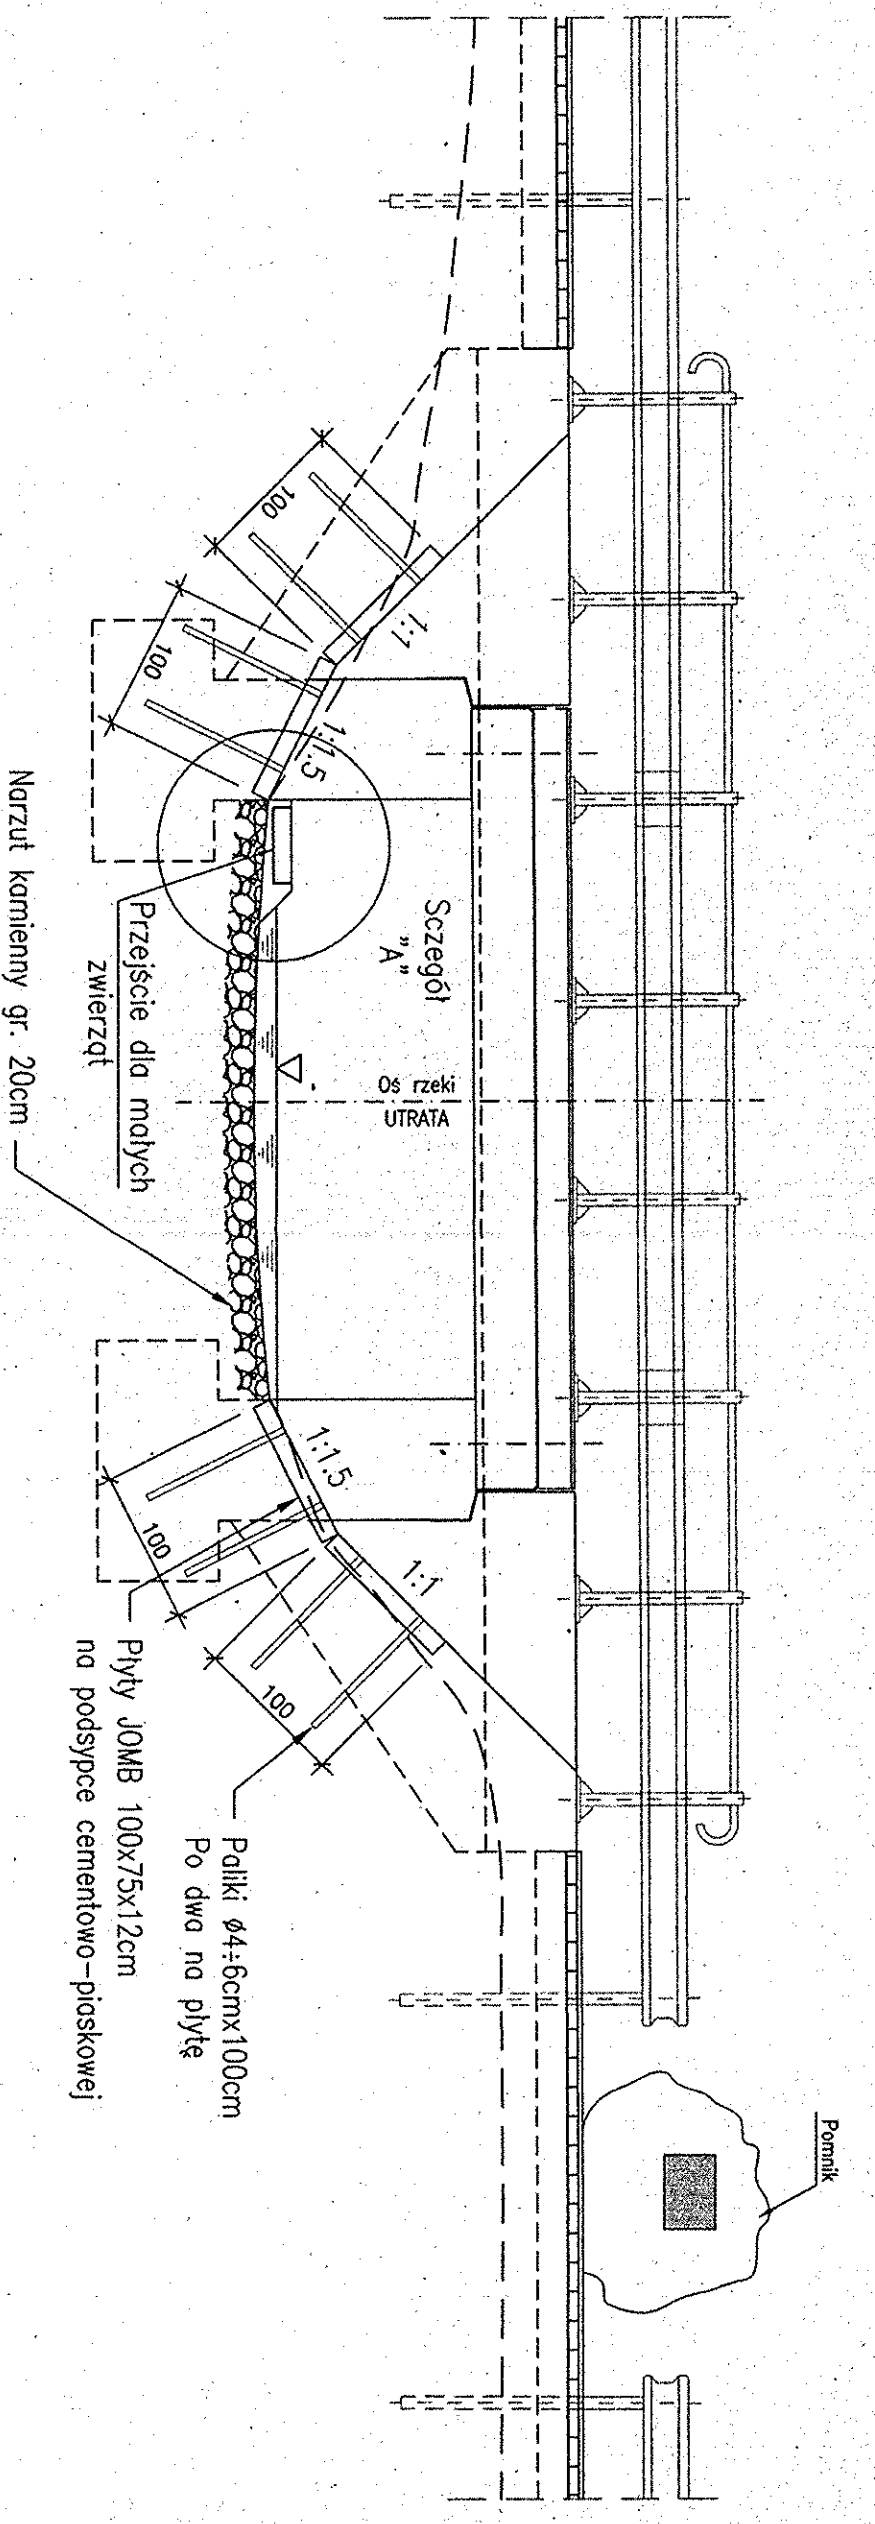 Pomnik
Sczegół
"A"
Oś rzeki
UTRATA
1:1
1:1.5
100
100
1:1.5
1:1
100
100
Przejście dla małych
zwierząt
Narzut kamienny gr. 20cm
Paliki ø4÷6cmx100cm
Po dwa na płytę
Płyty JOMB 100x75x12cm
na podsypce cementowo-piaskowej